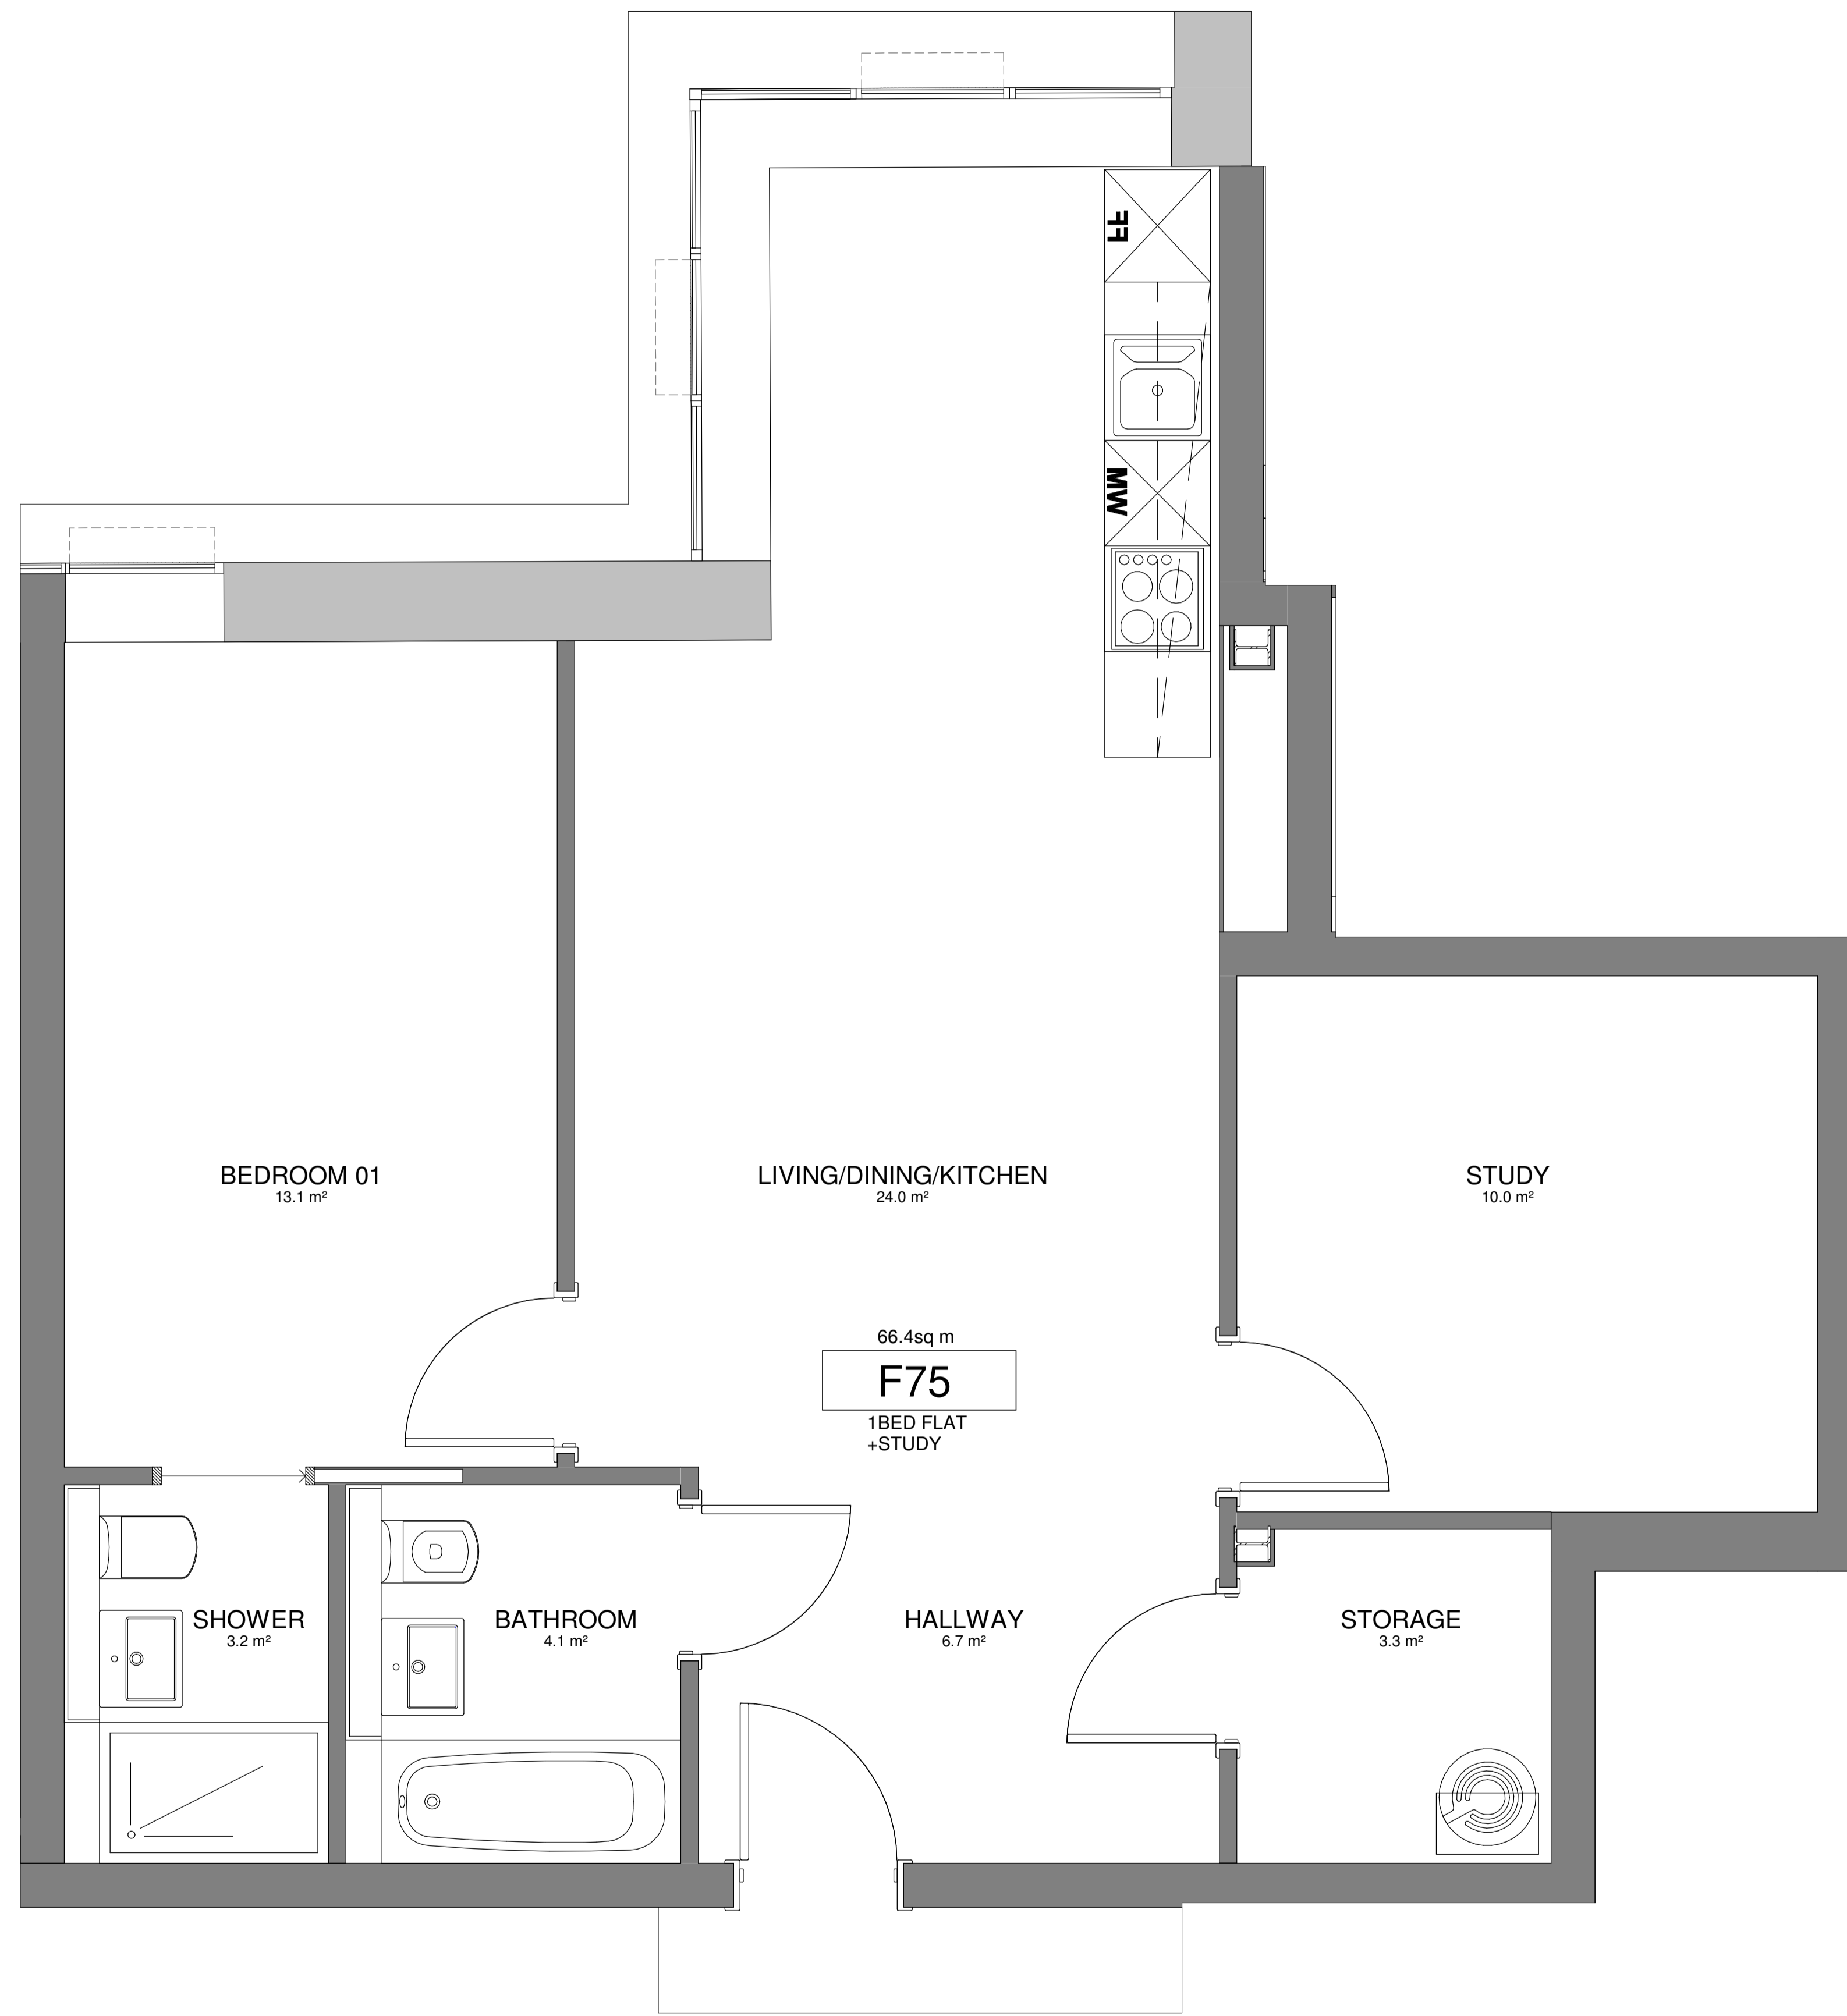 FF
MW
BEDROOM 01
13.1 m²
LIVING/DINING/KITCHEN
24.0 m²
STUDY
10.0 m²
66.4sq m
F75
1BED FLAT
+STUDY
SHOWER
3.2 m²
BATHROOM
4.1 m²
HALLWAY
6.7 m²
STORAGE
3.3 m²